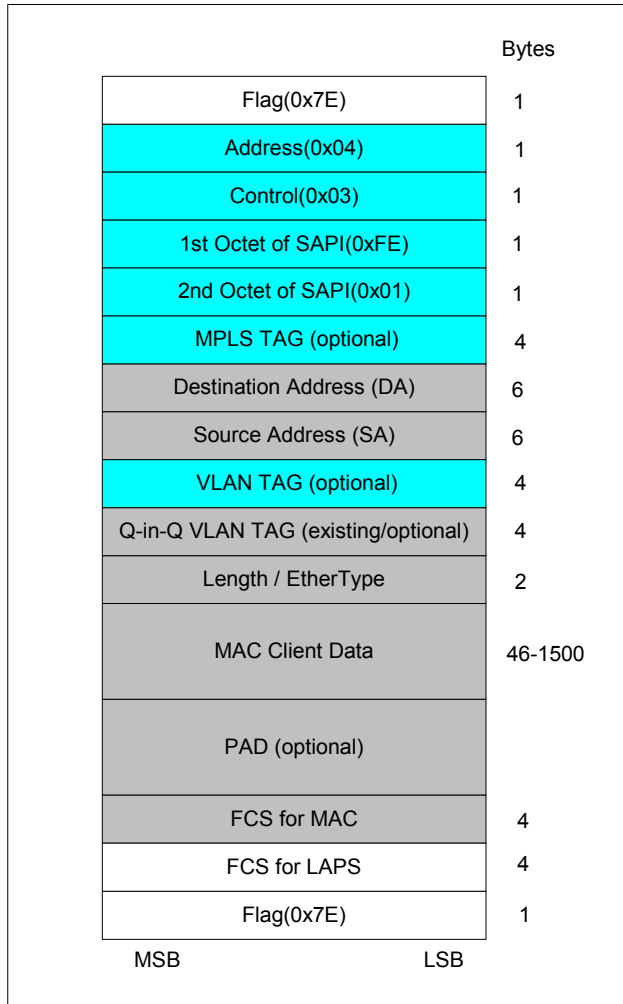 Bytes
Flag(0x7E) 1
Address(0x04) 1
Control(0x03) 1
1st Octet of SAPI(0xFE) 1
2nd Octet of SAPI(0x01) 1
MPLS TAG (optional) 4
Destination Address (DA) 6
Source Address (SA) 6
VLAN TAG (optional) 4
Q-in-Q VLAN TAG (existing/optional) 4
Length / EtherType 2
MAC Client Data 46-1500
PAD (optional)
FCS for MAC 4
FCS for LAPS 4
Flag(0x7E) 1
MSB LSB